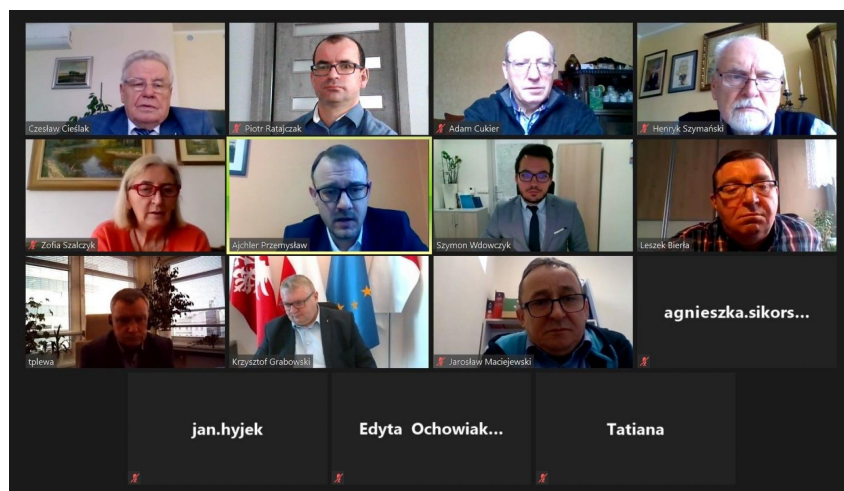 Czesław Cieślak
Piotr Ratajczak
Adam Cukier
Henryk Szymański
Zofia Szalczyk
Ajchler Przemysław
Szymon Wdowczyk
Leszek Bierła
tplewa
Krzysztof Grabowski
Jarosław Maciejewski
agnieszka.sikors...
jan.hyjek
Edyta Ochowiak...
Tatiana